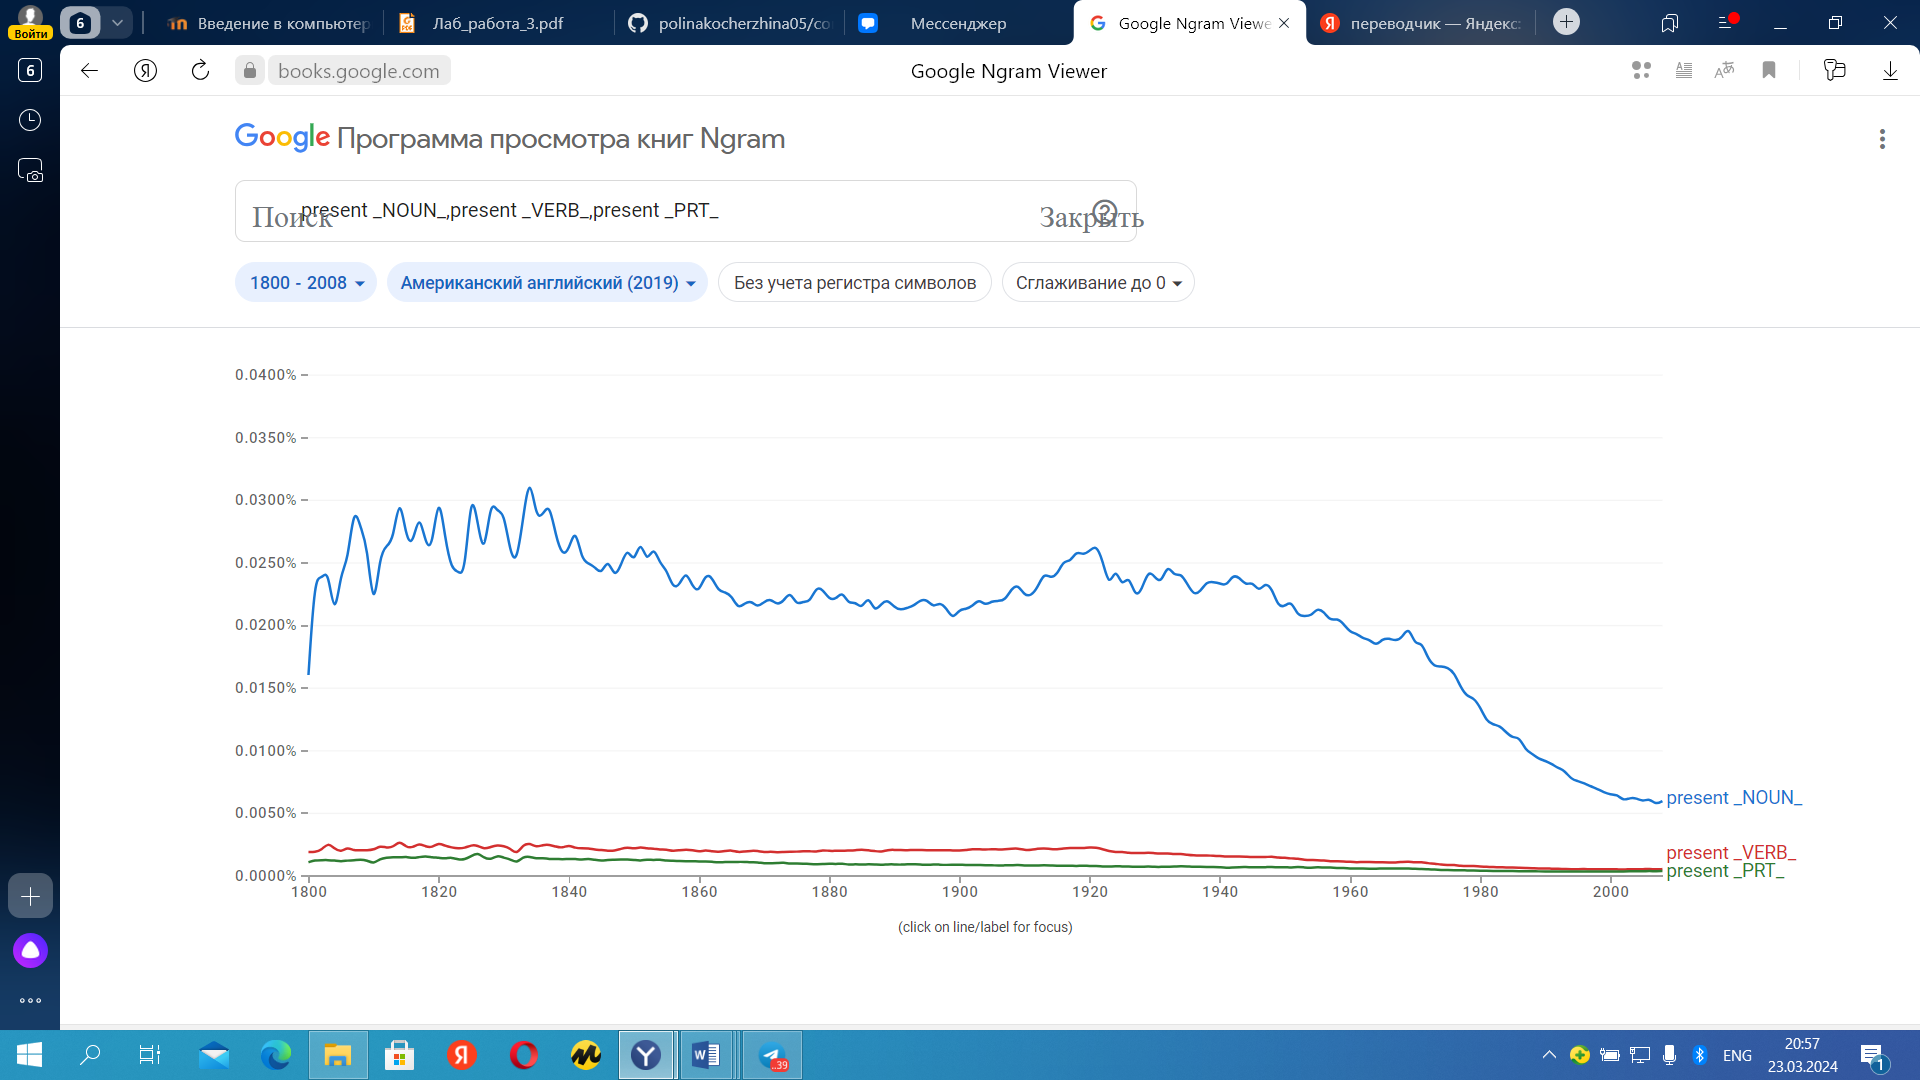 Войти
6
Введение в компьютер
Лаб_работа_3.pdf
polinakocherzhina05/co
Мессенджер
Google Ngram Viewe
переводчик — Яндекс:
6
books.google.com
Google Ngram Viewer
Google Программа просмотра книг Ngram
Поиск
present _NOUN_,present _VERB_,present _PRT_
Закрыть
1800 - 2008
Американский английский (2019)
Без учета регистра символов
Сглаживание до 0
0.0400%
0.0350%
0.0300%
0.0250%
0.0200%
0.0150%
0.0100%
0.0050%
present _NOUN_
present _VERB_
present _PRT_
0.0000%
1800 1820 1840 1860 1880 1900 1920 1940 1960 1980 2000
(click on line/label for focus)
..39
ENG
20:57
23.03.2024
1